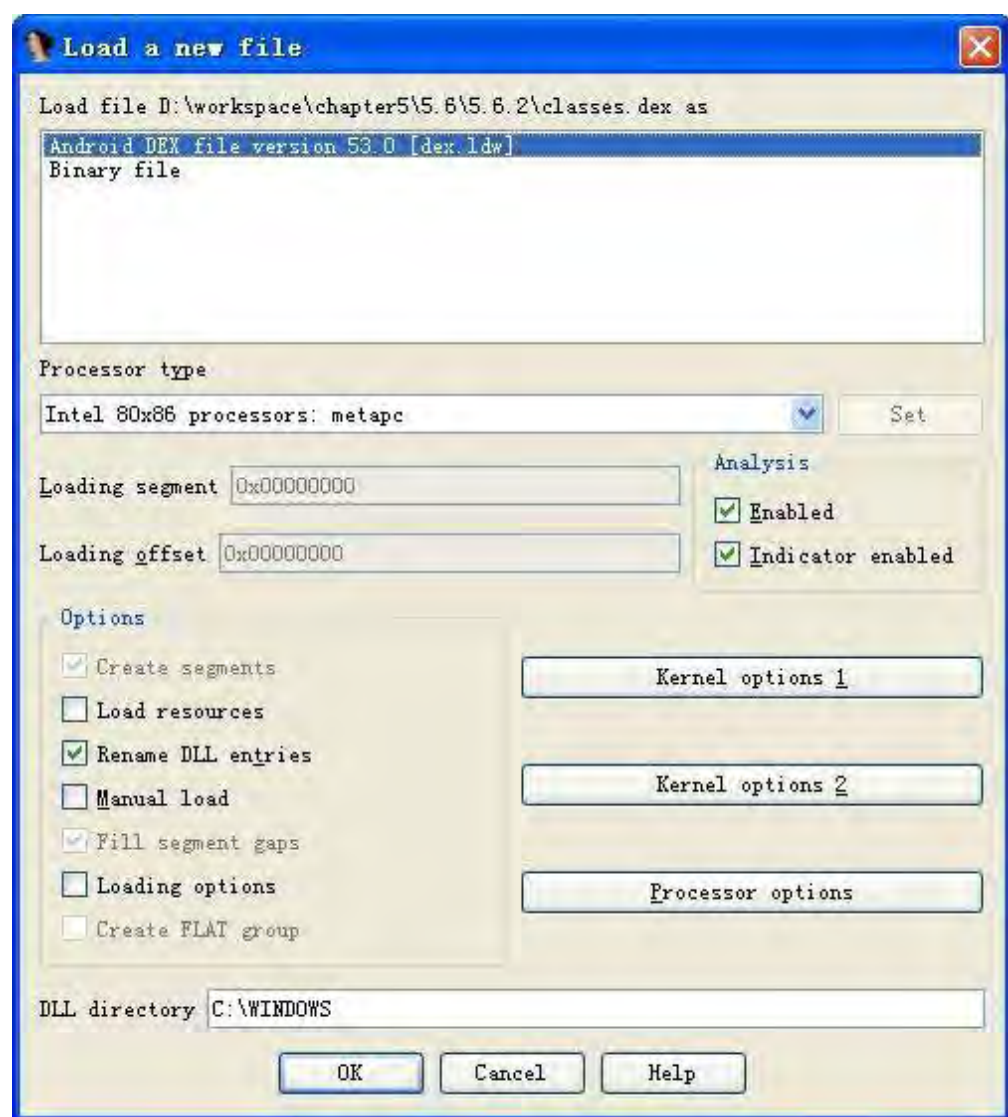 Load a new file
Load file D:\workspace\chapter5\5.6\5.6.2\classes.dex as
Android DEX file version 53.0 [dex.ldw]
Binary file
Processor type
Intel 80x86 processors: metapc
Set
Loading segment 0x00000000
Loading offset 0x00000000
Analysis
Enabled
Indicator enabled
Options
Create segments
Load resources
Rename DLL entries
Manual load
Fill segment gaps
Loading options
Create FLAT group
Kernel options 1
Kernel options 2
Processor options
DLL directory C:\WINDOWS
OK Cancel Help